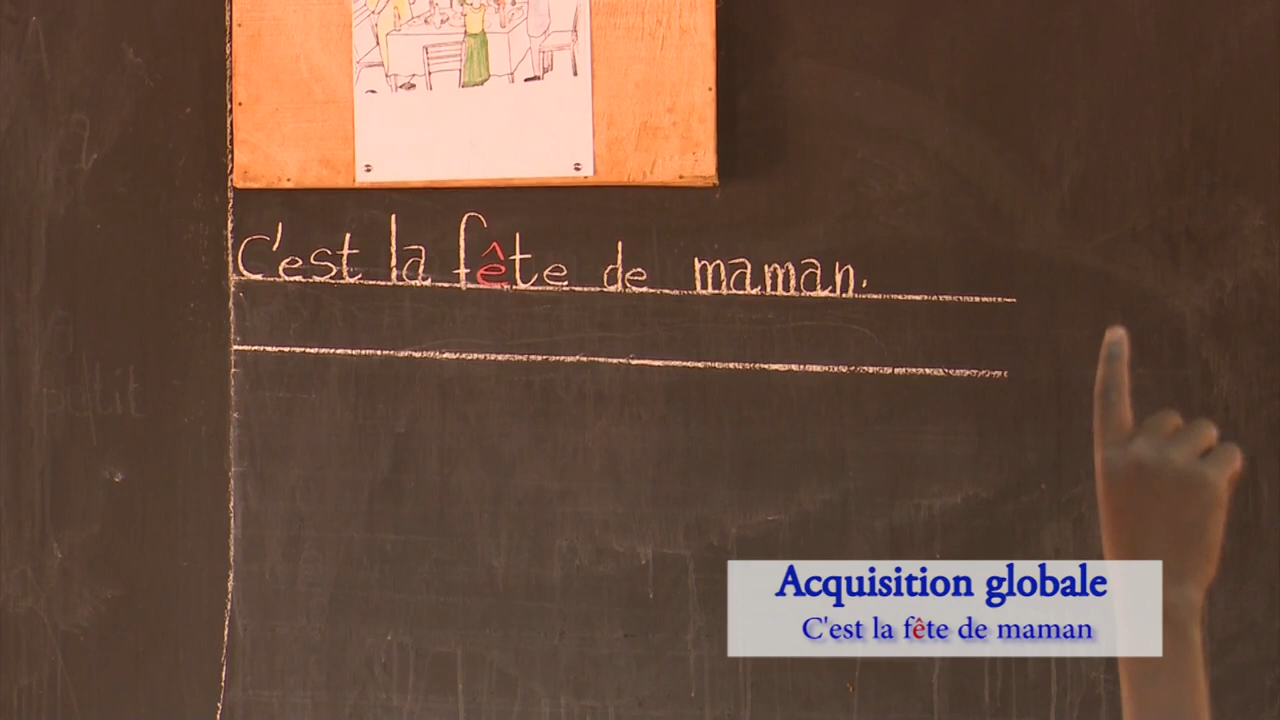 C'est la fête de maman.
Acquisition globale
C'est la fête de maman